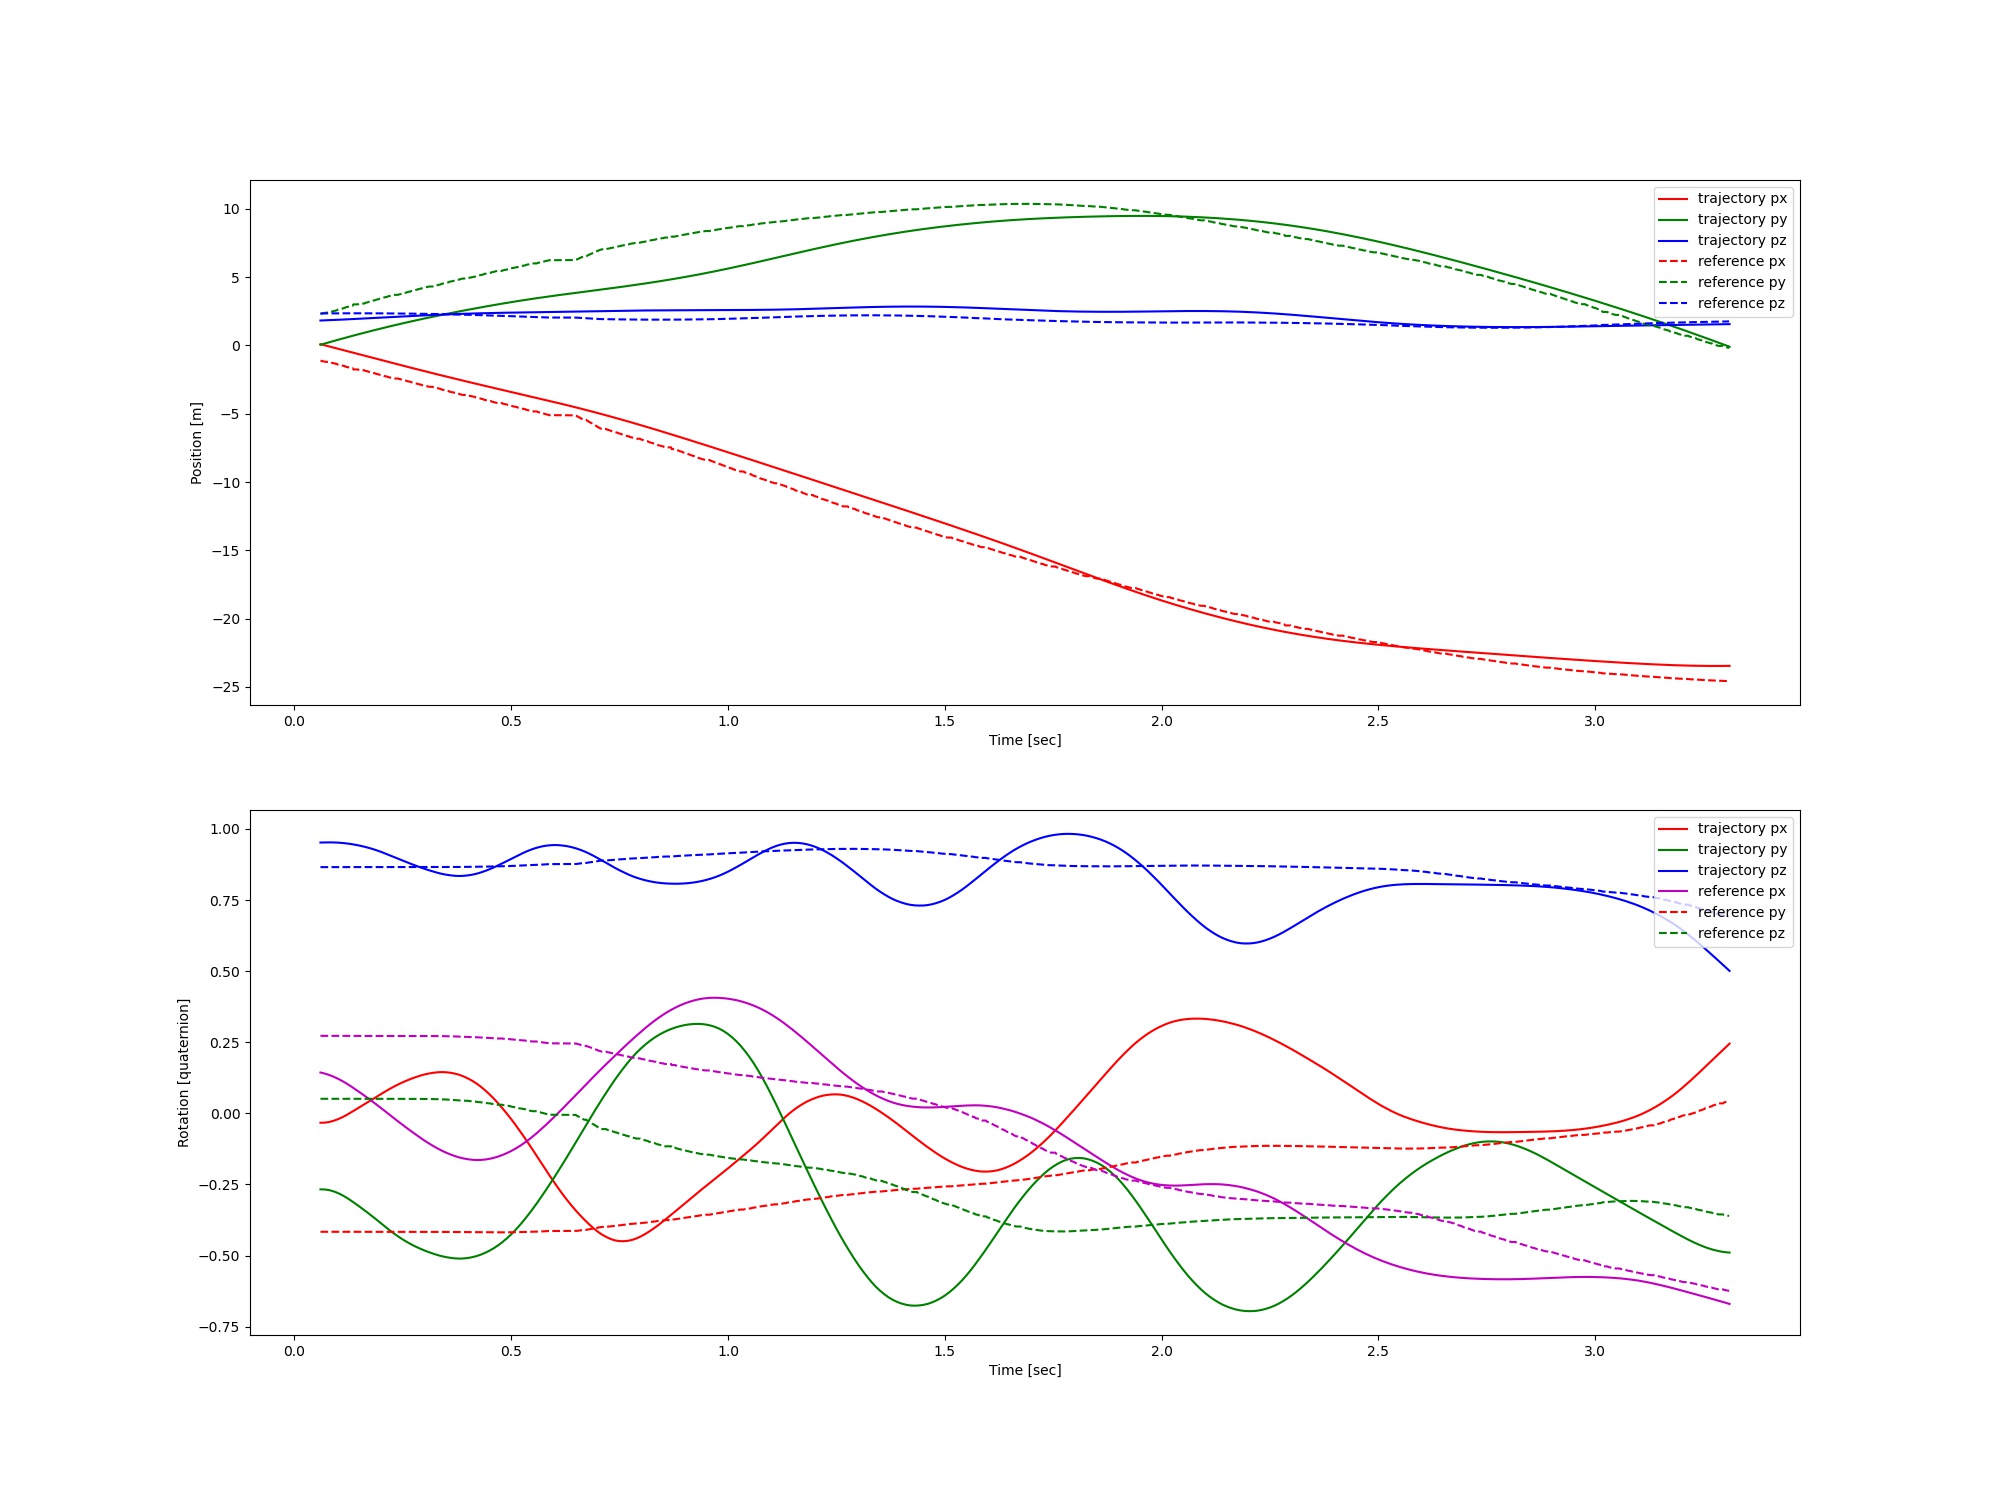 10
5
0
−5
−10
−15
−20
−25
Position [m]
trajectory px
trajectory py
trajectory pz
reference px
reference py
reference pz
0.0 0.5 1.0 1.5 2.0 2.5 3.0
Time [sec]
1.00
0.75
0.50
0.25
0.00
−0.25
−0.50
−0.75
Rotation [quaternion]
trajectory px
trajectory py
trajectory pz
reference px
reference py
reference pz
0.0 0.5 1.0 1.5 2.0 2.5 3.0
Time [sec]